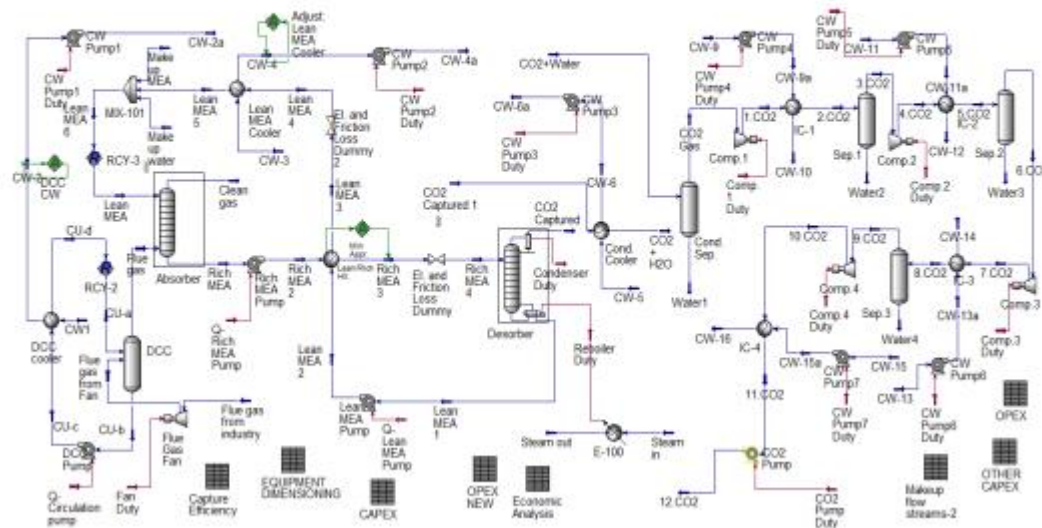 CW Pump1
CW-2a
CW Pump1 Duty
Make up MEA
MIX-101
Make up water
Lean MEA 6
RCY-3
Lean MEA
Lean MEA 5
CW-4
Adjust Lean MEA Cooler
Lean MEA Cooler
CW-3
Lean MEA 4
CW Pump2
CW-4a
CW Pump2 Duty
El. and Friction Loss Dummy 2
Lean MEA 3
DCC CW
Clean gas
Absorber
CU-d
RCY-2
CU-a
Flue gas
CW1
DCC cooler
DCC
Flue gas from Fan
CU-c
CU-b
DCC Pump
Q-Circulation pump
Fan Duty
Flue Gas Fan
Flue gas from industry
Rich MEA
Rich MEA Pump
Q-Rich MEA Pump
Rich MEA 2
Rich MEA 3
El. and Friction Loss Dummy
Rich MEA 4
Lean MEA 2
Lean MEA Pump
Q-Lean MEA Pump
Lean MEA 1
Desorber
CO2 Captured
CO2 Captured 1
Condenser Duty
Reboiler Duty
Steam out
E-100
Steam in
CO2+Water
CW-6a
CW Pump3
CW Pump3 Duty
CW-6
Cond. Cooler
CW-5
CO2 + H2O
CO2 Gas
Cond. Sep.
Water1
CW-9
CW Pump4
CW Pump4 Duty
CW-9a
1.CO2
IC-1
2.CO2
CW-10
Comp.1
Comp. 1 Duty
Sep.1
Water2
3.CO2
CW Pump5 Duty
CW-11
CW-11a
4.CO2
Comp.2
Comp.2 Duty
IC-2
5.CO2
CW-12
Sep.2
Water3
10.CO2
9.CO2
Comp.4
Comp.4 Duty
Sep.3
Water4
8.CO2
CW-14
IC-3
7.CO2
Comp.3
Comp.3 Duty
CW-13a
CW-16
IC-4
CW-15a
CW Pump7
CW-15
CW Pump7 Duty
CW-13
CW Pump6
CW Pump6 Duty
11.CO2
CO2 Pump
12.CO2
CO2 Pump Duty
Capture Efficiency
EQUIPMENT DIMENSIONING
CAPEX
OPEX NEW
Economic Analysis
Makeup flow streams-2
OTHER CAPEX
OPEX